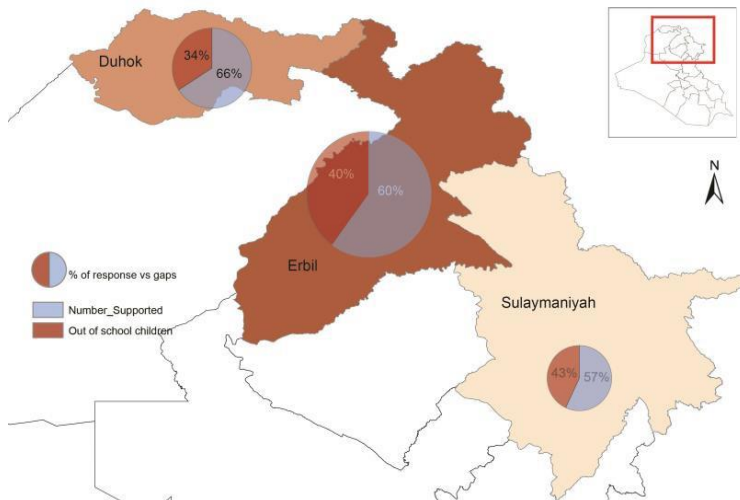 Duhok
34%
66%
40%
60%
N
Erbil
% of response vs gaps
Number_Supported
Out of school children
Sulaymaniyah
43%
57%